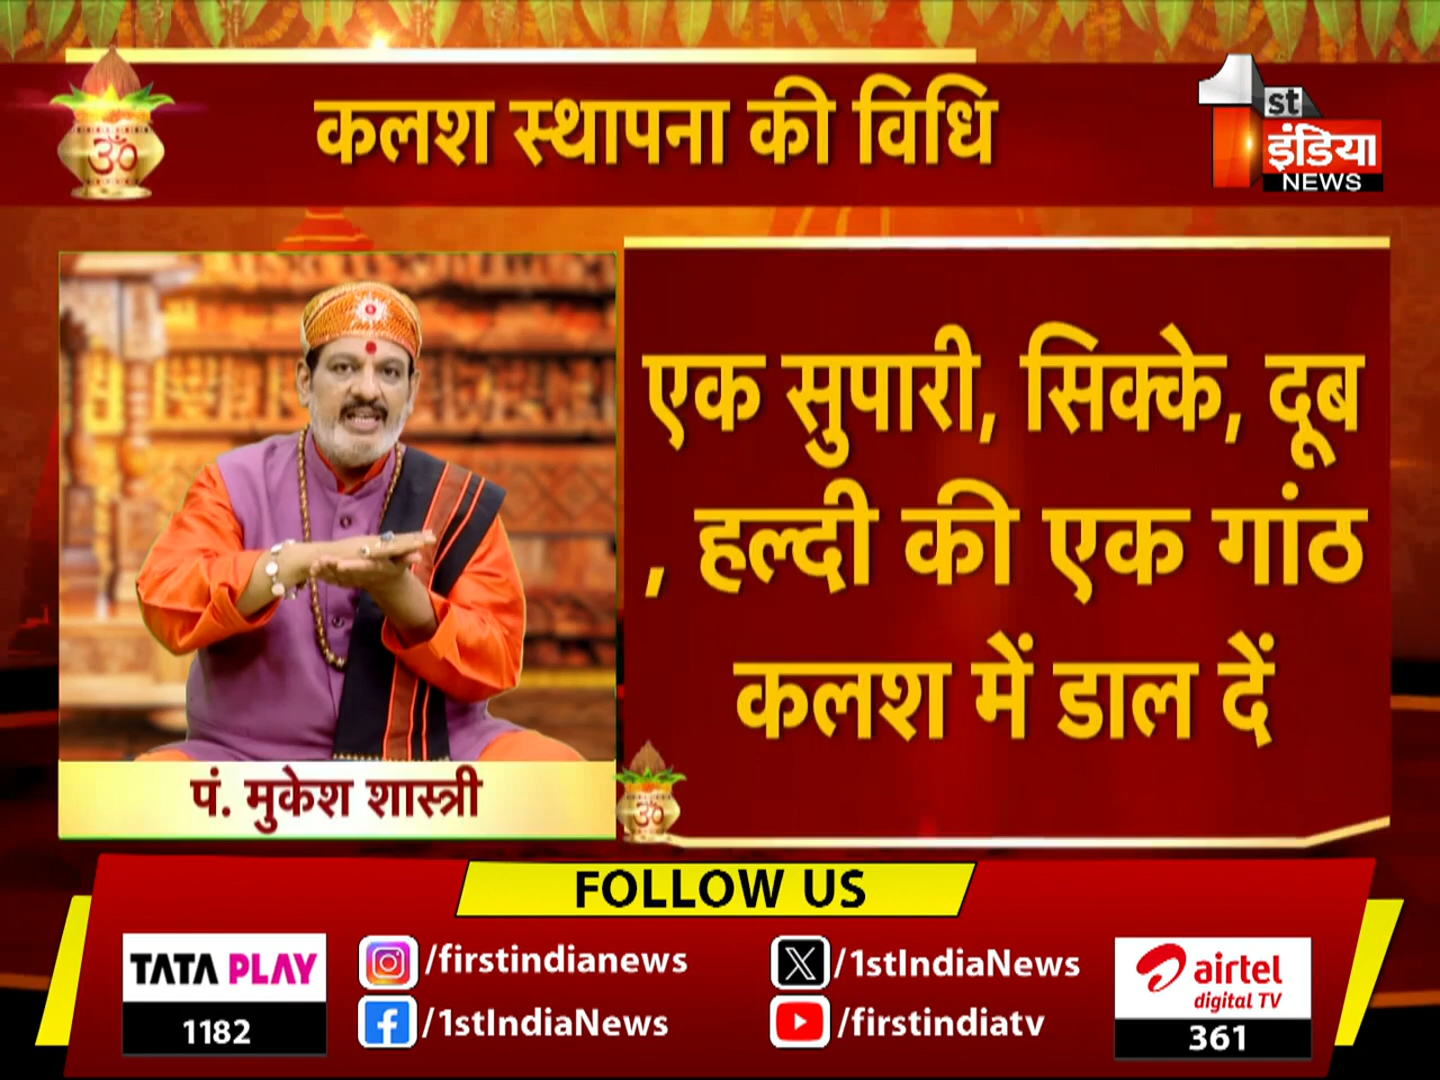 कलश स्थापना की विधि
1st
इंडिया
NEWS
एक सुपारी, सिक्के, दूब
, हल्दी की एक गांठ
कलश में डाल दें
पं. मुकेश शास्त्री
FOLLOW US
TATA PLAY
1182
/firstindianews
/1stIndiaNews
/1stIndiaNews
/firstindiatv
airtel
digital TV
361
ॐ
ॐ